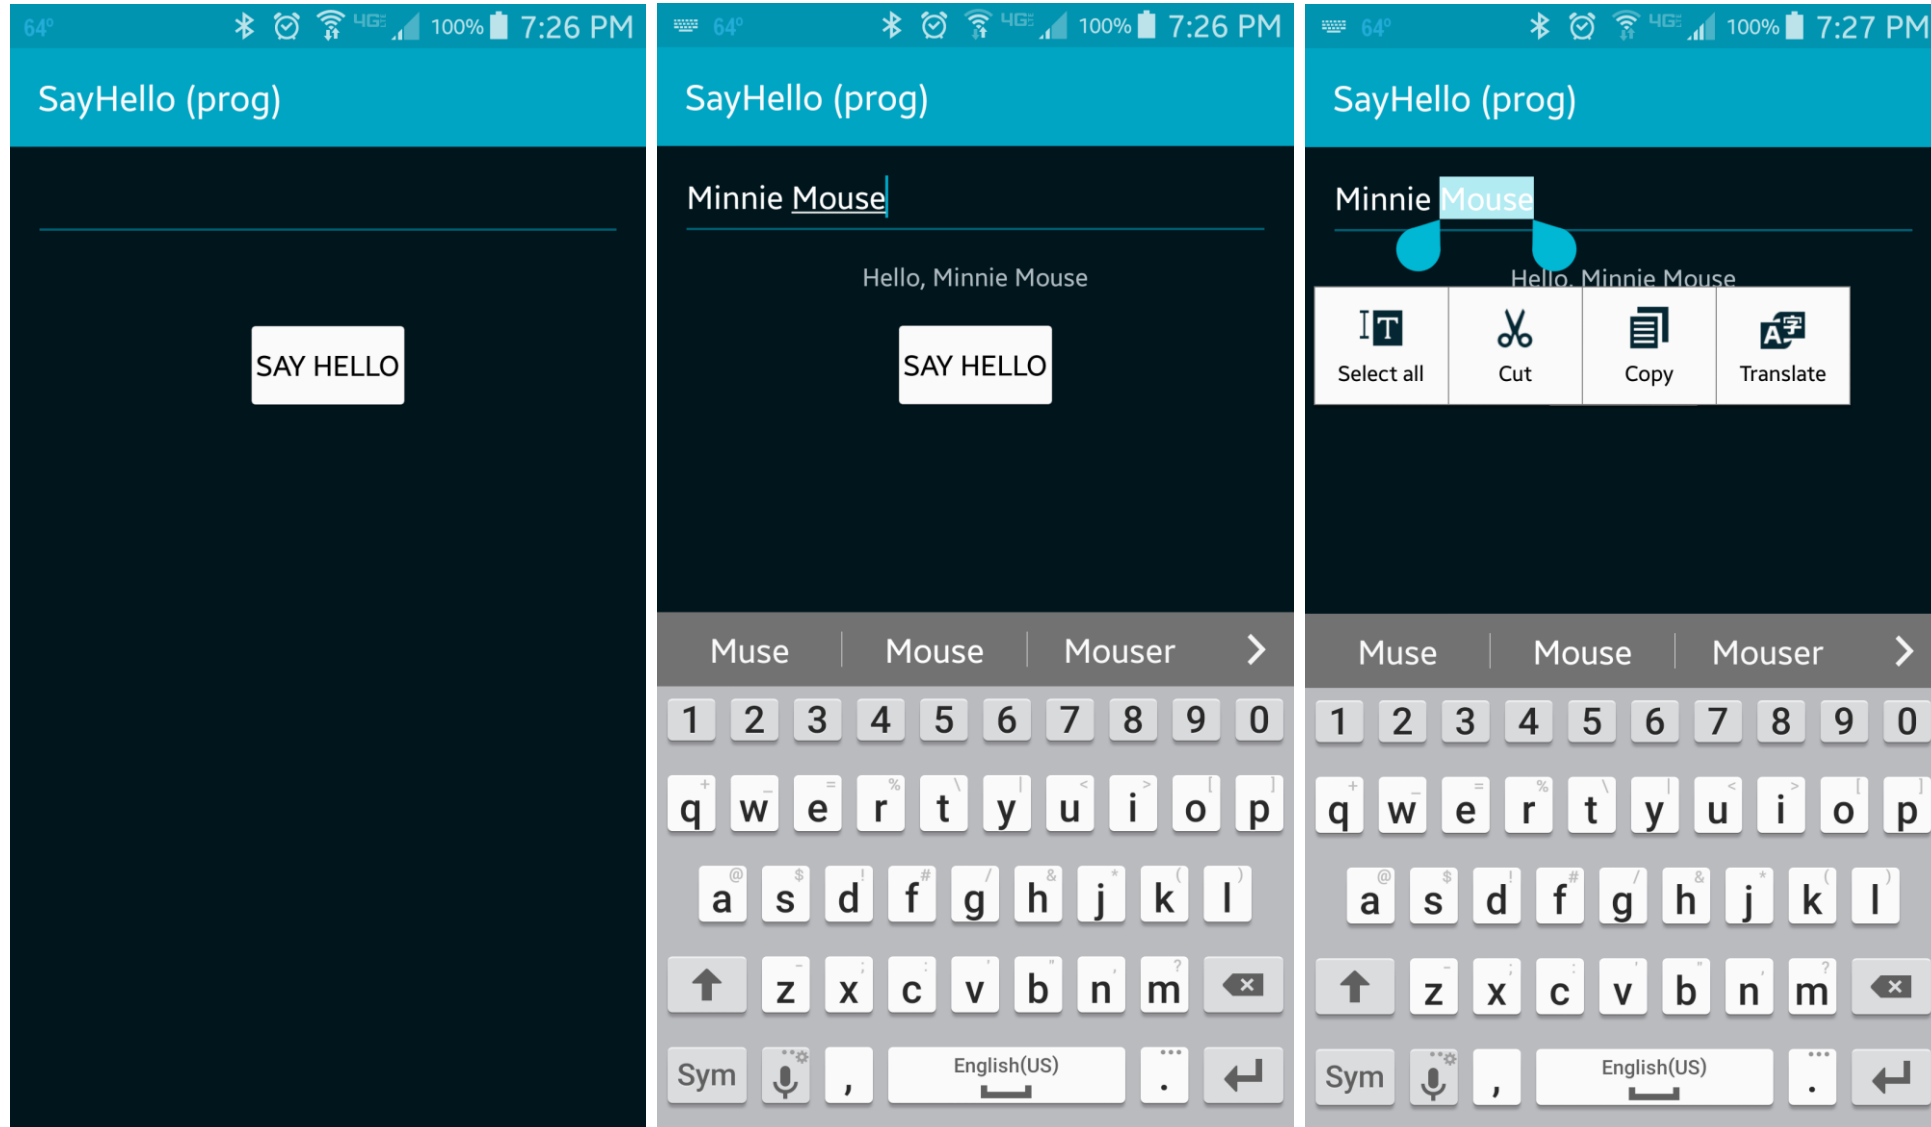 64° 4GE 100% 7:26 PM
SayHello (prog)
SAY HELLO
64° 4GE 100% 7:26 PM
SayHello (prog)
Minnie Mouse
Hello, Minnie Mouse
SAY HELLO
Muse Mouse Mouser
1 2 3 4 5 6 7 8 9 0
+ _ = % \ | < > [ ]
q w e r t y u i o p
@ $ ! # / & * ( )
a s d f g h j k l
- ; : ' " , ?
z x c v b n m
Sym , English(US) .
64° 4GE 100% 7:27 PM
SayHello (prog)
Minnie Mouse
Hello, Minnie Mouse
Select all Cut Copy Translate
Muse Mouse Mouser
1 2 3 4 5 6 7 8 9 0
+ _ = % \ | < > [ ]
q w e r t y u i o p
@ $ ! # / & * ( )
a s d f g h j k l
- ; : ' " , ?
z x c v b n m
Sym , English(US) .